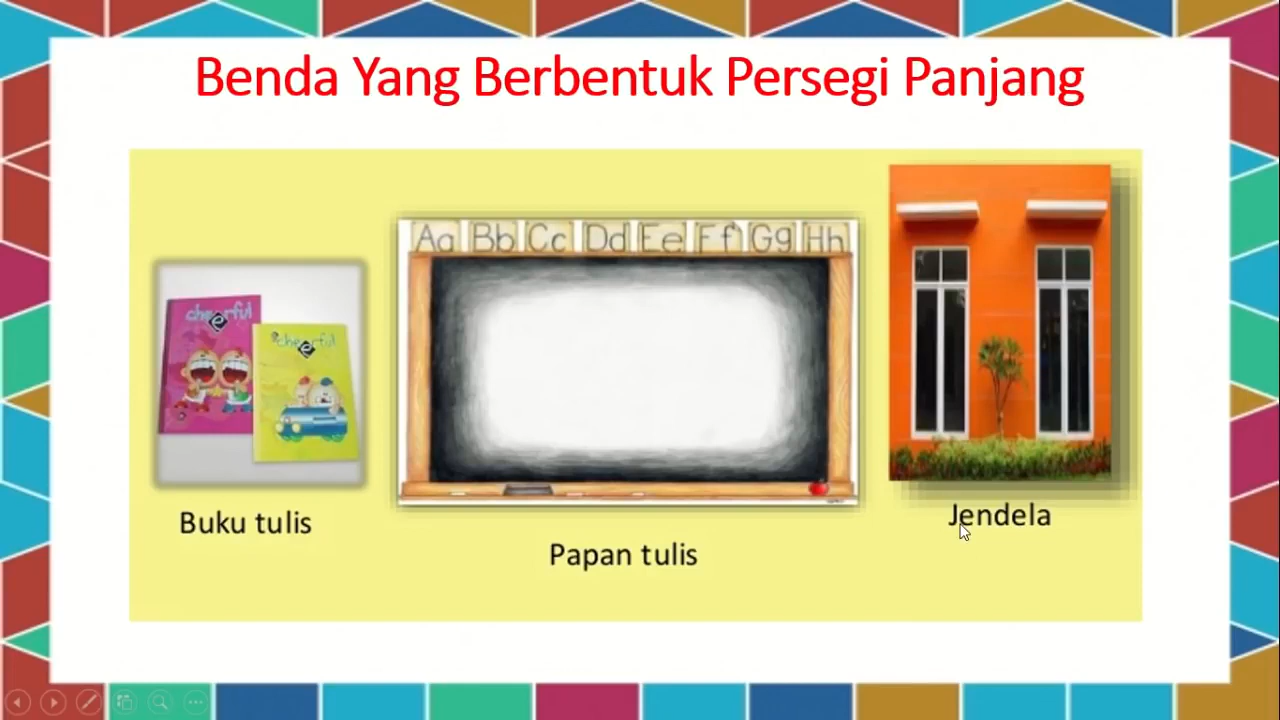 Benda Yang Berbentuk Persegi Panjang
Aa Bb Cc Dd Ee Ff Gg Hh
cheerful
cheerful
Buku tulis
Papan tulis
Jendela